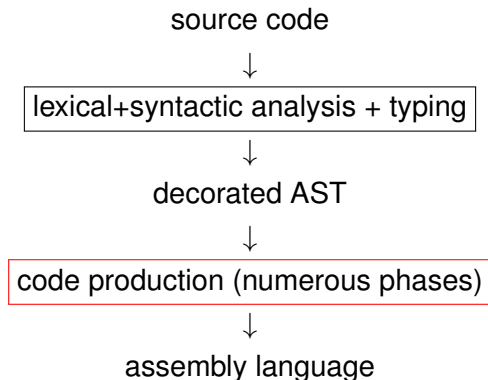 source code
↓
lexical+syntactic analysis + typing
↓
decorated AST
↓
code production (numerous phases)
↓
assembly language